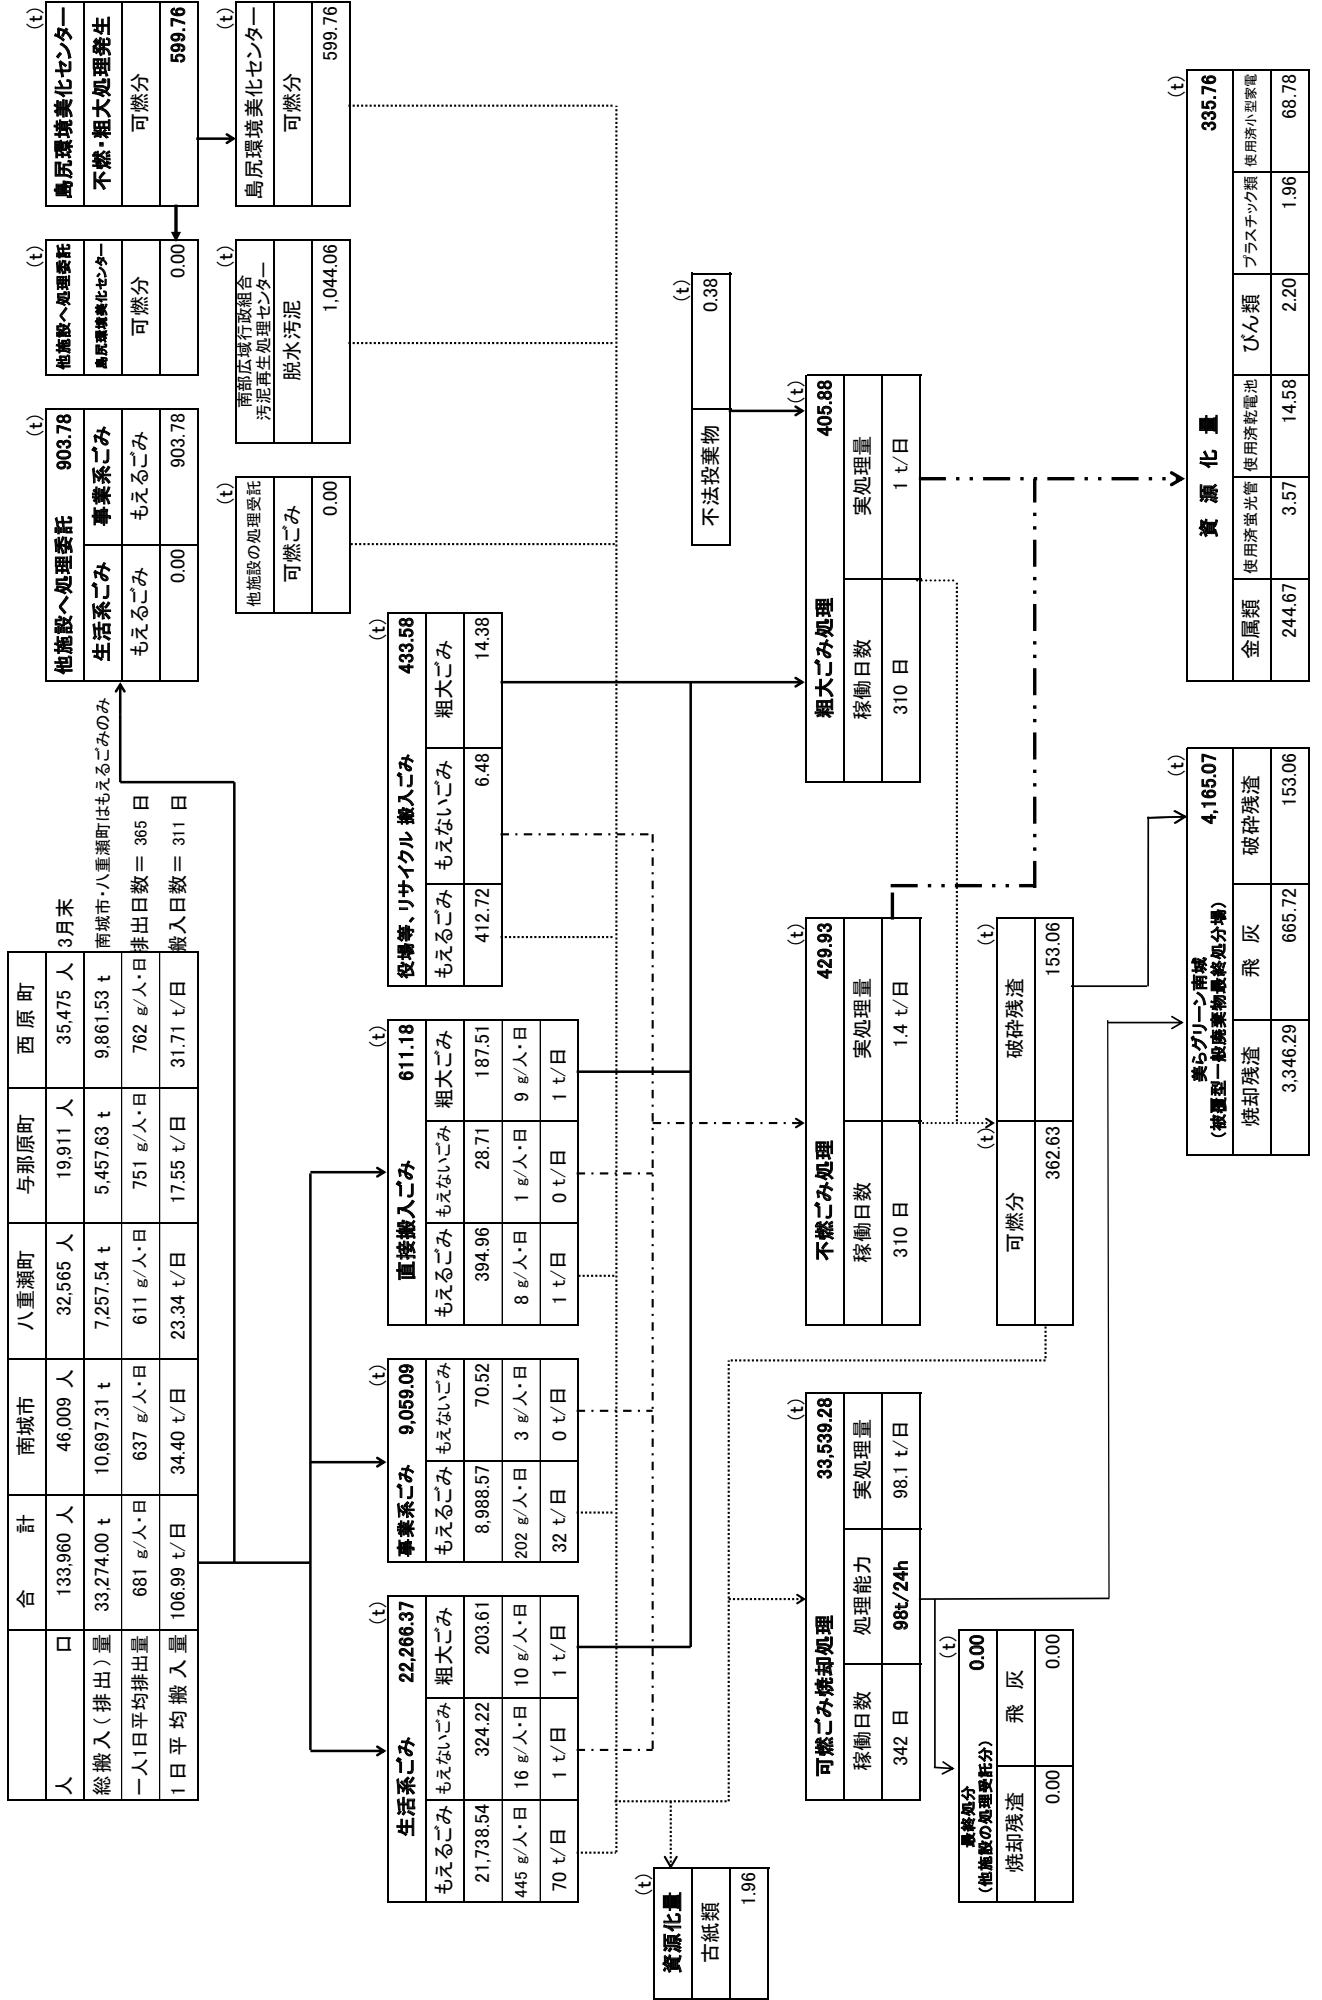 合　計 南城市 八重瀬町 与那原町 西原町
人　口 133,960 人 46,009 人 32,565 人 19,911 人 35,475 人 3月末
総搬入(排出)量 33,274.00 t 10,697.31 t 7,257.54 t 5,457.63 t 9,861.53 t 南城市・八重瀬町はもえるごみのみ
一人1日平均排出量 681 g/人・日 637 g/人・日 611 g/人・日 751 g/人・日 762 g/人・日 排出日数= 365 日
1日平均搬入量 106.99 t/日 34.40 t/日 23.34 t/日 17.55 t/日 31.71 t/日 搬入日数= 311 日
(t)
他施設へ処理委託 903.78
生活系ごみ 事業系ごみ
もえるごみ もえるごみ
0.00 903.78
(t)
他施設へ処理委託
島尻環境美化センター
可燃分
0.00
(t)
島尻環境美化センター
不燃・粗大処理発生
可燃分
599.76
(t)
他施設の処理受託
可燃ごみ
0.00
(t)
南部広域行政組合
汚泥再生処理センター
脱水汚泥
1,044.06
(t)
島尻環境美化センター
可燃分
599.76
(t)
生活系ごみ 22,266.37
もえるごみ もえないごみ 粗大ごみ
21,738.54 324.22 203.61
445 g/人・日 16 g/人・日 10 g/人・日
70 t/日 1 t/日 1 t/日
(t)
事業系ごみ 9,059.09
もえるごみ もえないごみ
8,988.57 70.52
202 g/人・日 3 g/人・日
32 t/日 0 t/日
(t)
直接搬入ごみ 611.18
もえるごみ もえないごみ 粗大ごみ
394.96 28.71 187.51
8 g/人・日 1 g/人・日 9 g/人・日
1 t/日 0 t/日 1 t/日
(t)
役場等、リサイクル 搬入ごみ 433.58
もえるごみ もえないごみ 粗大ごみ
412.72 6.48 14.38
(t)
資源化量
古紙類
1.96
(t)
不法投棄物 0.38
(t)
可燃ごみ焼却処理 33,539.28
稼働日数 処理能力 実処理量
342 日 98t/24h 98.1 t/日
(t)
不燃ごみ処理 429.93
稼働日数 実処理量
310 日 1.4 t/日
(t)
粗大ごみ処理 405.88
稼働日数 実処理量
310 日 1 t/日
(t)
最終処分 0.00
(他施設の処理受託分)
焼却残渣 飛 灰
0.00 0.00
(t) (t)
可燃分 破砕残渣
362.63 153.06
(t)
美らグリーン南城 4,165.07
(被覆型一般廃棄物最終処分場)
焼却残渣 飛 灰 破砕残渣
3,346.29 665.72 153.06
(t)
資 源 化 量 335.76
金属類 使用済蛍光管 使用済乾電池 びん類 プラスチック類 使用済小型家電
244.67 3.57 14.58 2.20 1.96 68.78